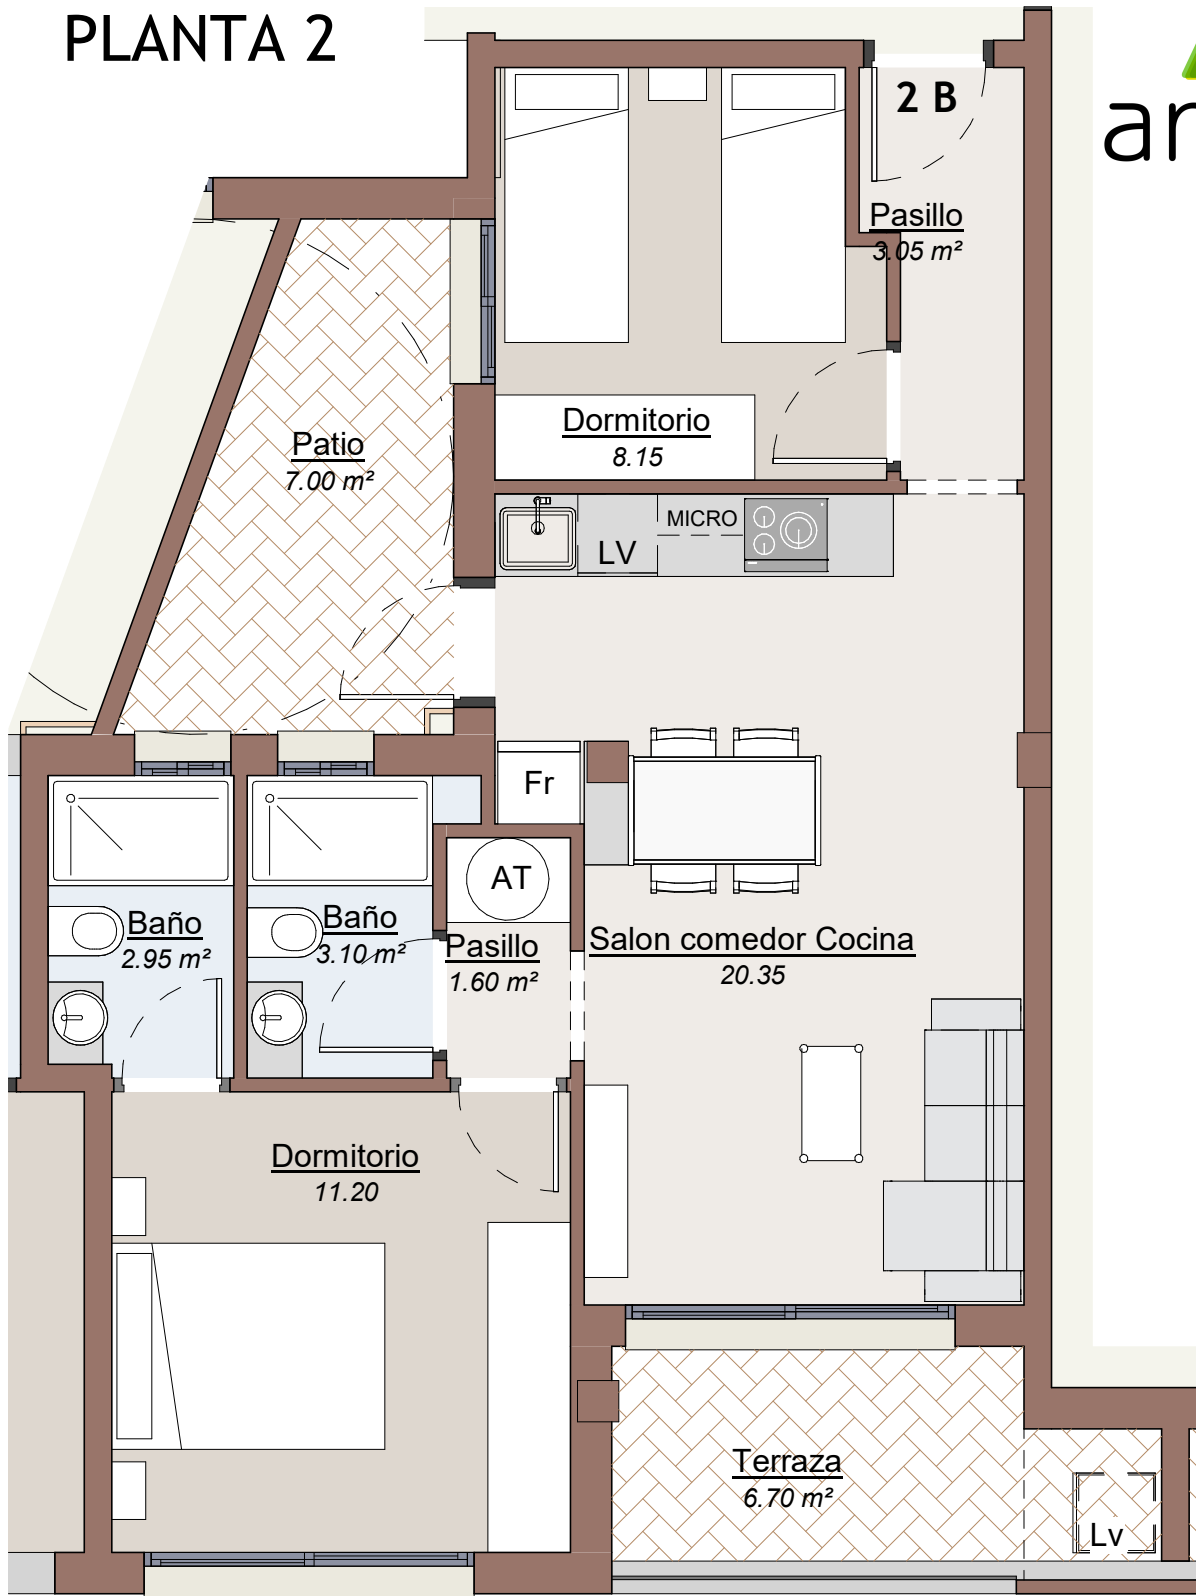 PLANTA 2
2 B
ar
Pasillo
3.05 m²
Dormitorio
8.15
Patio
7.00 m²
MICRO
LV
Fr
AT
Baño
2.95 m²
Baño
3.10 m²
Pasillo
1.60 m²
Salon comedor Cocina
20.35
Dormitorio
11.20
Terraza
6.70 m²
Lv